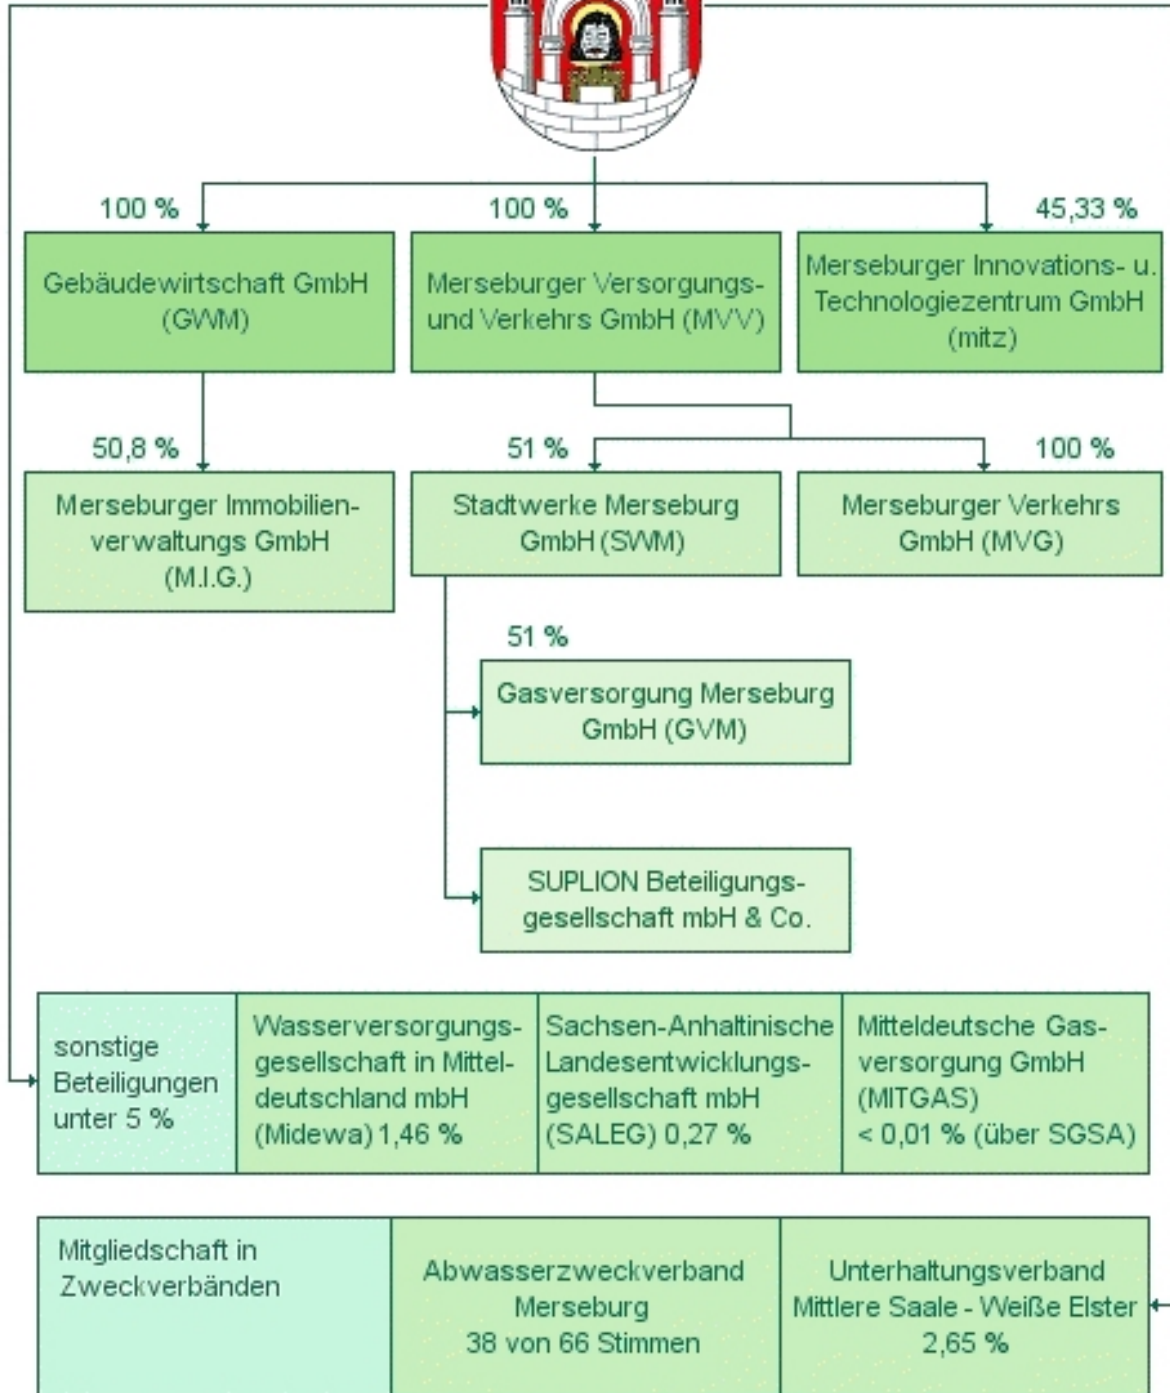 100 %
100 %
45,33 %
Gebäudewirtschaft GmbH
(GWM)
Merseburger Versorgungs-
und Verkehrs GmbH (MVV)
Merseburger Innovations- u.
Technologiezentrum GmbH
(mitz)
50,8 %
51 %
100 %
Merseburger Immobilien-
verwaltungs GmbH
(M.I.G.)
Stadtwerke Merseburg
GmbH (SWM)
Merseburger Verkehrs
GmbH (MVG)
51 %
Gasversorgung Merseburg
GmbH (GVM)
SUPLION Beteiligungs-
gesellschaft mbH & Co.
sonstige
Beteiligungen
unter 5 %
Wasserversorgungs-
gesellschaft in Mittel-
deutschland mbH
(Midewa) 1,46 %
Sachsen-Anhaltinische
Landesentwicklungs-
gesellschaft mbH
(SALEG) 0,27 %
Mitteldeutsche Gas-
versorgung GmbH
(MITGAS)
< 0,01 % (über SGSA)
Mitgliedschaft in
Zweckverbänden
Abwasserzweckverband
Merseburg
38 von 66 Stimmen
Unterhaltungsverband
Mittlere Saale - Weiße Elster
2,65 %